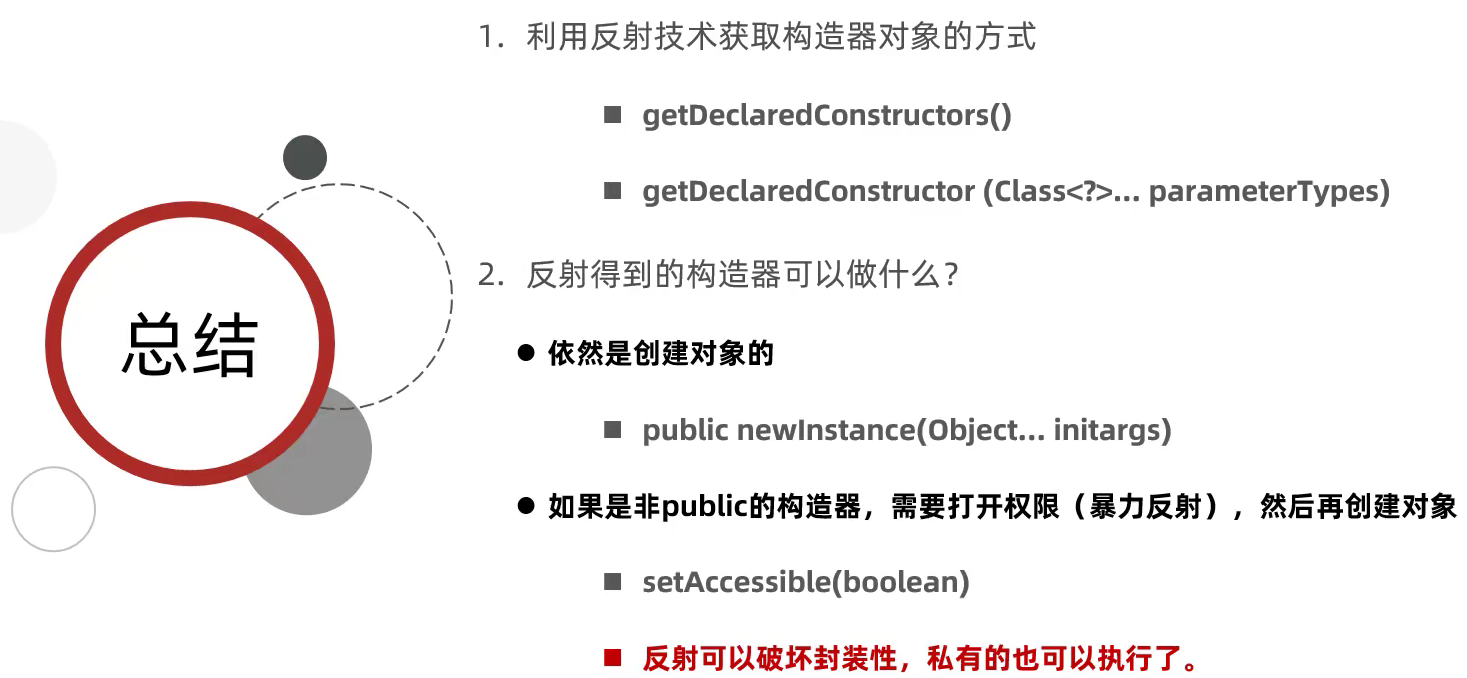 总结
1. 利用反射技术获取构造器对象的方式
■ getDeclaredConstructors()
■ getDeclaredConstructor (Class<?>... parameterTypes)
2. 反射得到的构造器可以做什么？
● 依然是创建对象的
■ public newInstance(Object... initargs)
● 如果是非public的构造器，需要打开权限（暴力反射），然后再创建对象
■ setAccessible(boolean)
■ 反射可以破坏封装性，私有的也可以执行了。